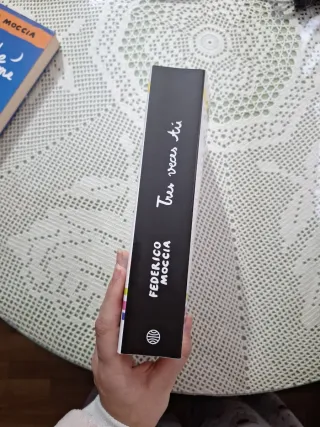 MOCCIA
Tres veces tú
FEDERICO
MOCCIA